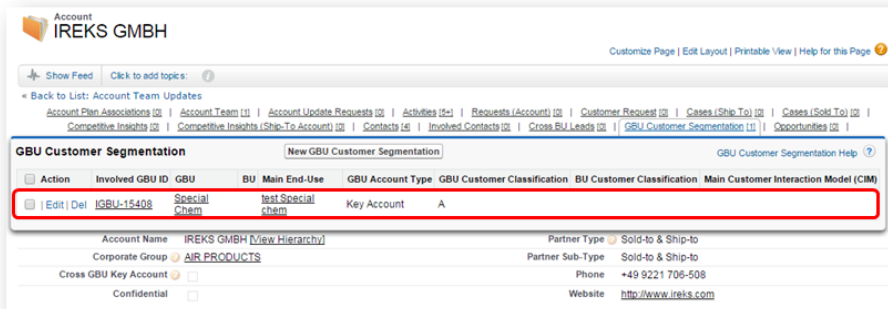 Account
IREKS GMBH
Customize Page | Edit Layout | Printable View | Help for this Page
Show Feed Click to add topics:
« Back to List: Account Team Updates
Account Plan Associations [0] | Account Team [1] | Account Update Requests [0] | Activities [5+] | Requests (Account) [0] | Customer Request [0] | Cases (Ship To) [0] | Cases (Sold To) [0] |
Competitive Insights [0] | Competitive Insights (Ship-To Account) [0] | Contacts [4] | Involved Contacts [0] | Cross BU Leads [0] | GBU Customer Segmentation [1] | Opportunities [0] |
GBU Customer Segmentation New GBU Customer Segmentation GBU Customer Segmentation Help ?
Action Involved GBU ID GBU BU Main End-Use GBU Account Type GBU Customer Classification BU Customer Classification Main Customer Interaction Model (CIM)
| Edit | Del IGBU-15408 Special Chem test Special chem Key Account A
Account Name IREKS GMBH [View Hierarchy] Partner Type Sold-to & Ship-to
Corporate Group AIR PRODUCTS Partner Sub-Type Sold-to & Ship-to
Cross GBU Key Account Phone +49 9221 706-508
Confidential Website http://www.ireks.com